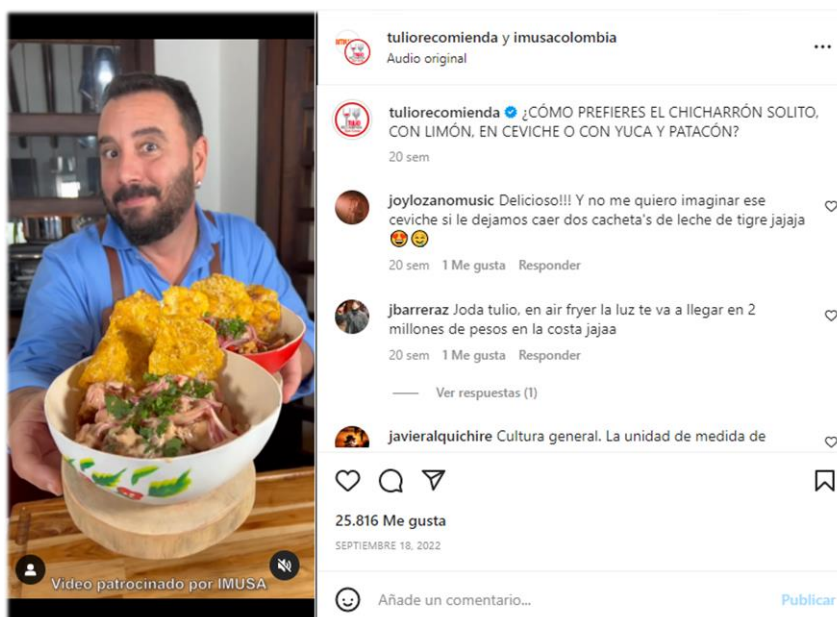 tuliorecomienda y imusacolombia
Audio original
tuliorecomienda ¿CÓMO PREFIERES EL CHICHARRÓN SOLITO,
CON LIMÓN, EN CEVICHE O CON YUCA Y PATACÓN?
20 sem
joylozanomusic Delicioso!!! Y no me quiero imaginar ese
ceviche si le dejamos caer dos cacheta's de leche de tigre jajaja
20 sem 1 Me gusta Responder
jbarreraz Joda tulio, en air fryer la luz te va a llegar en 2
millones de pesos en la costa jajaa
20 sem 1 Me gusta Responder
Ver respuestas (1)
javieralquichire Cultura general. La unidad de medida de
25.816 Me gusta
SEPTIEMBRE 18, 2022
Añade un comentario...
Publicar
Video patrocinado por IMUSA